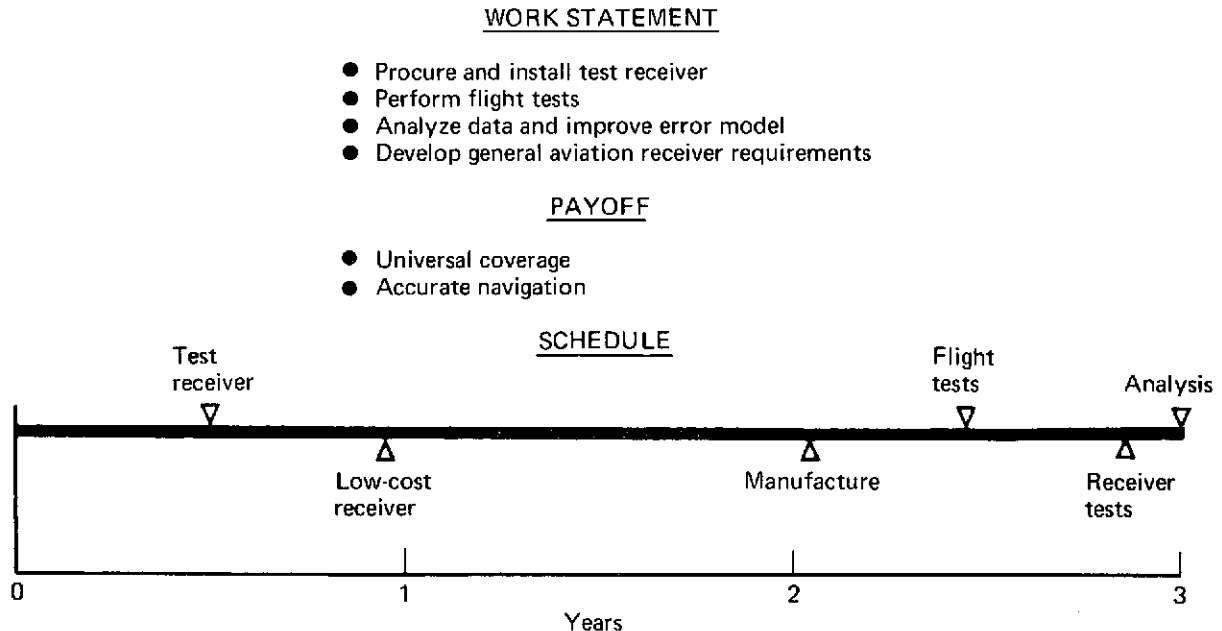 WORK STATEMENT
● Procure and install test receiver
● Perform flight tests
● Analyze data and improve error model
● Develop general aviation receiver requirements
PAYOFF
● Universal coverage
● Accurate navigation
SCHEDULE
Test
receiver
Flight
tests
Analysis
Low-cost
receiver
Manufacture
Receiver
tests
0
1
2
3
Years